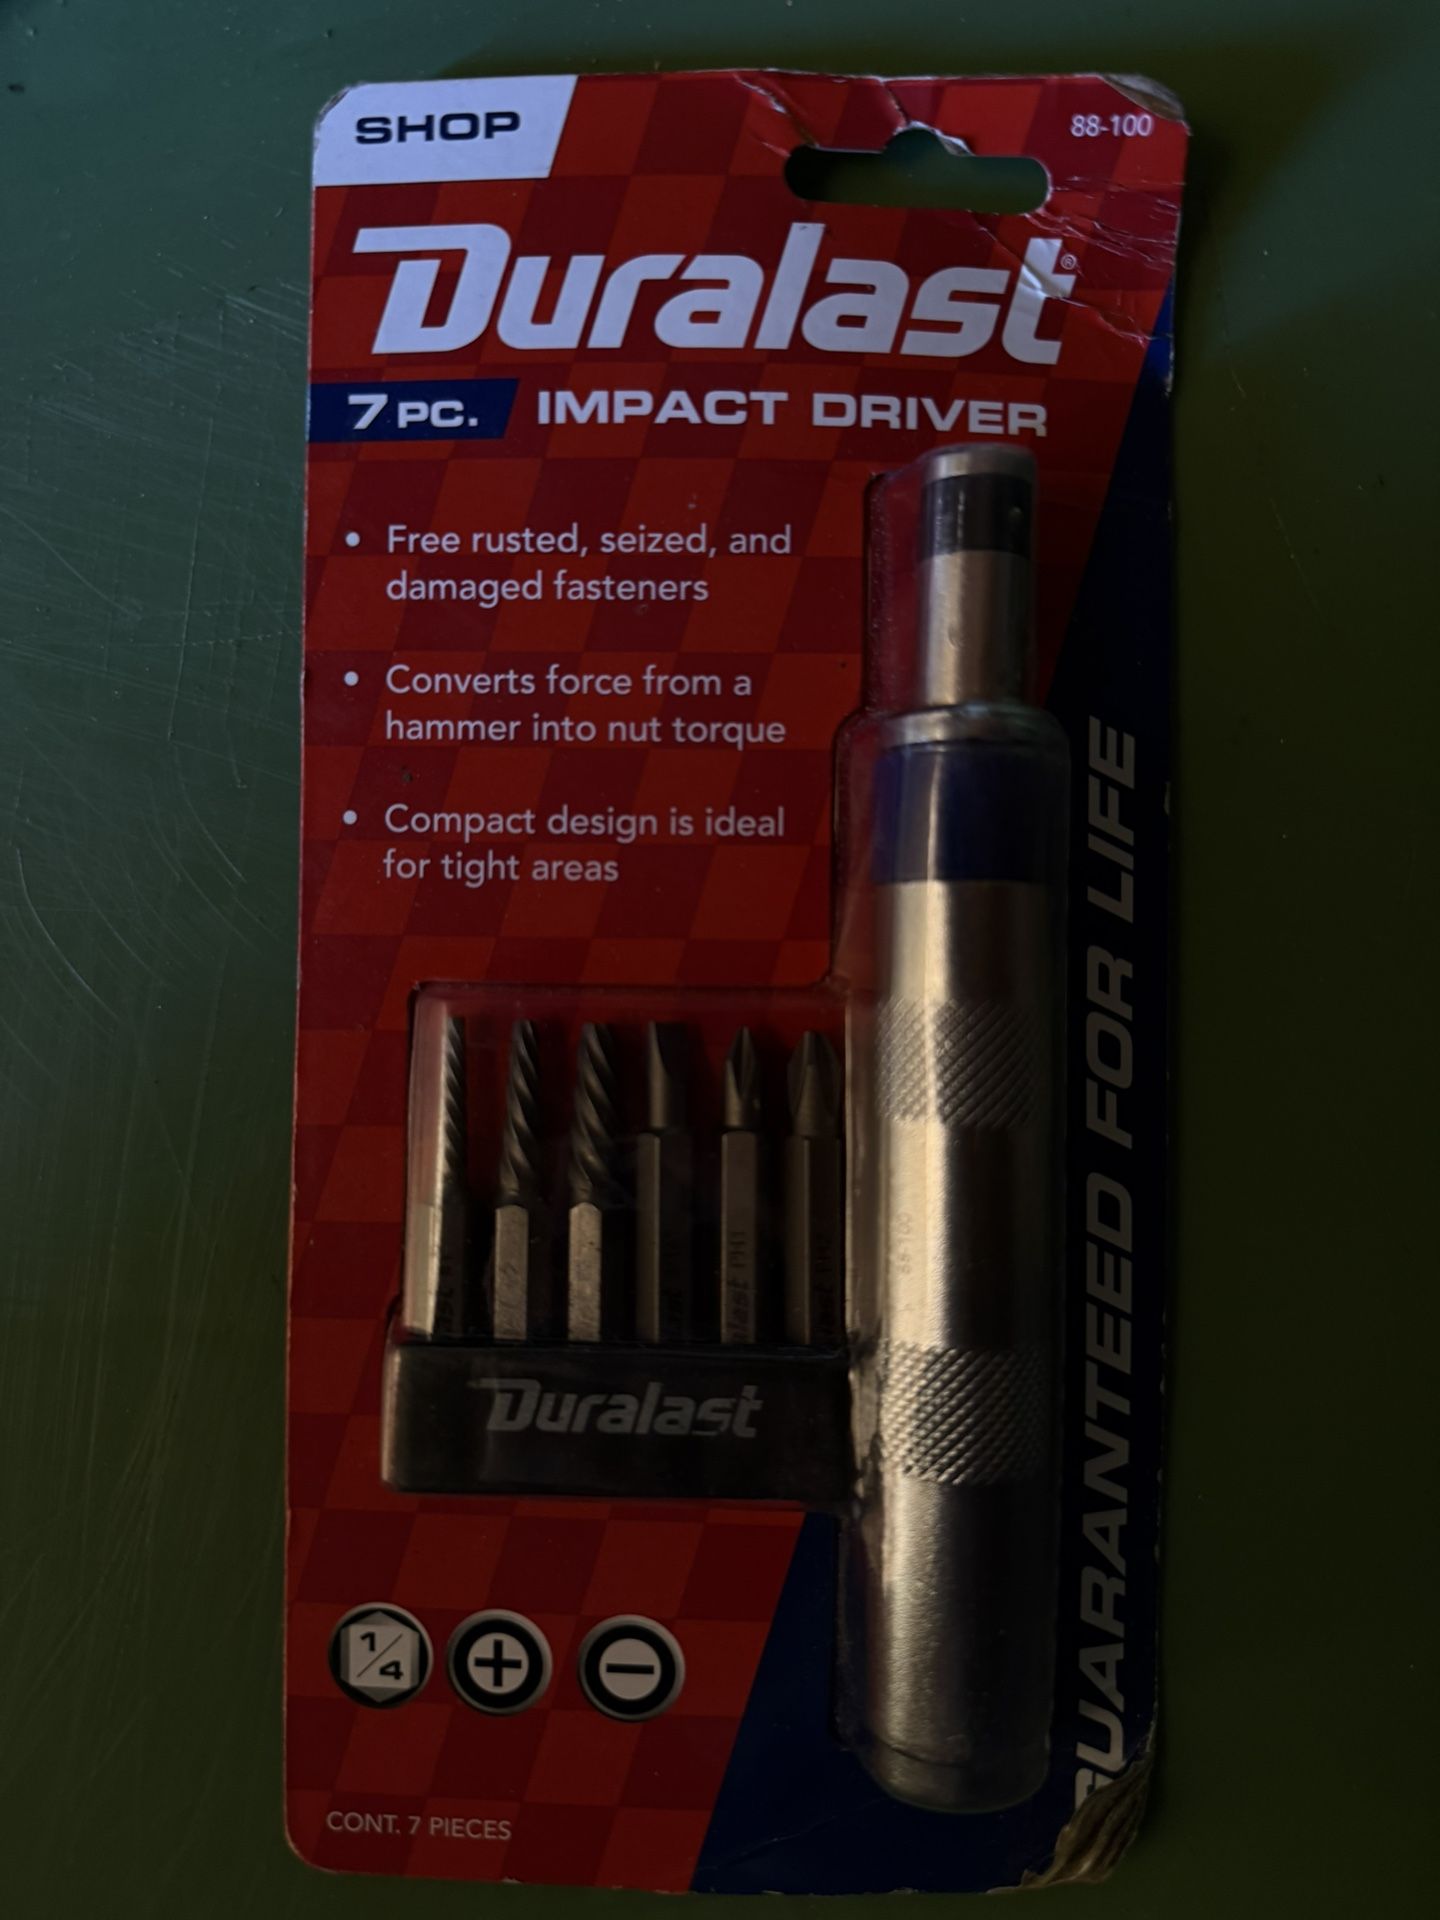 SHOP
88-100
Duralast®
7 PC. IMPACT DRIVER
• Free rusted, seized, and
damaged fasteners
• Converts force from a
hammer into nut torque
• Compact design is ideal
for tight areas
GUARANTEED FOR LIFE
PH1
Duralast
1/4
CONT. 7 PIECES